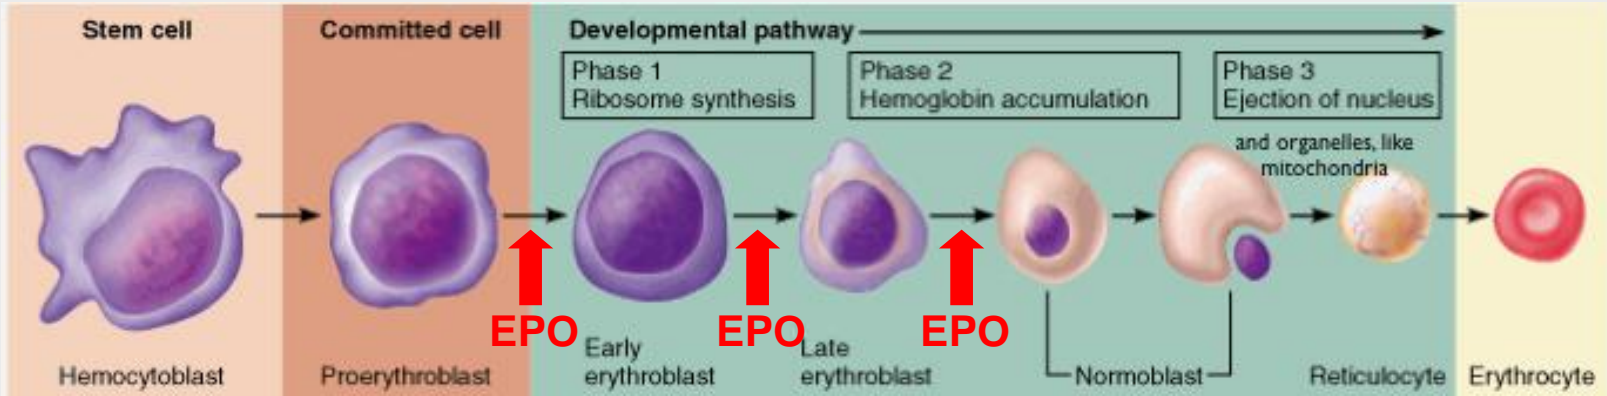 Stem cell
Committed cell
Developmental pathway
Phase 1
Ribosome synthesis
Phase 2
Hemoglobin accumulation
Phase 3
Ejection of nucleus
and organelles, like
mitochondria
EPO
EPO
EPO
Hemocytoblast
Proerythroblast
Early
erythroblast
Late
erythroblast
Normoblast
Reticulocyte
Erythrocyte